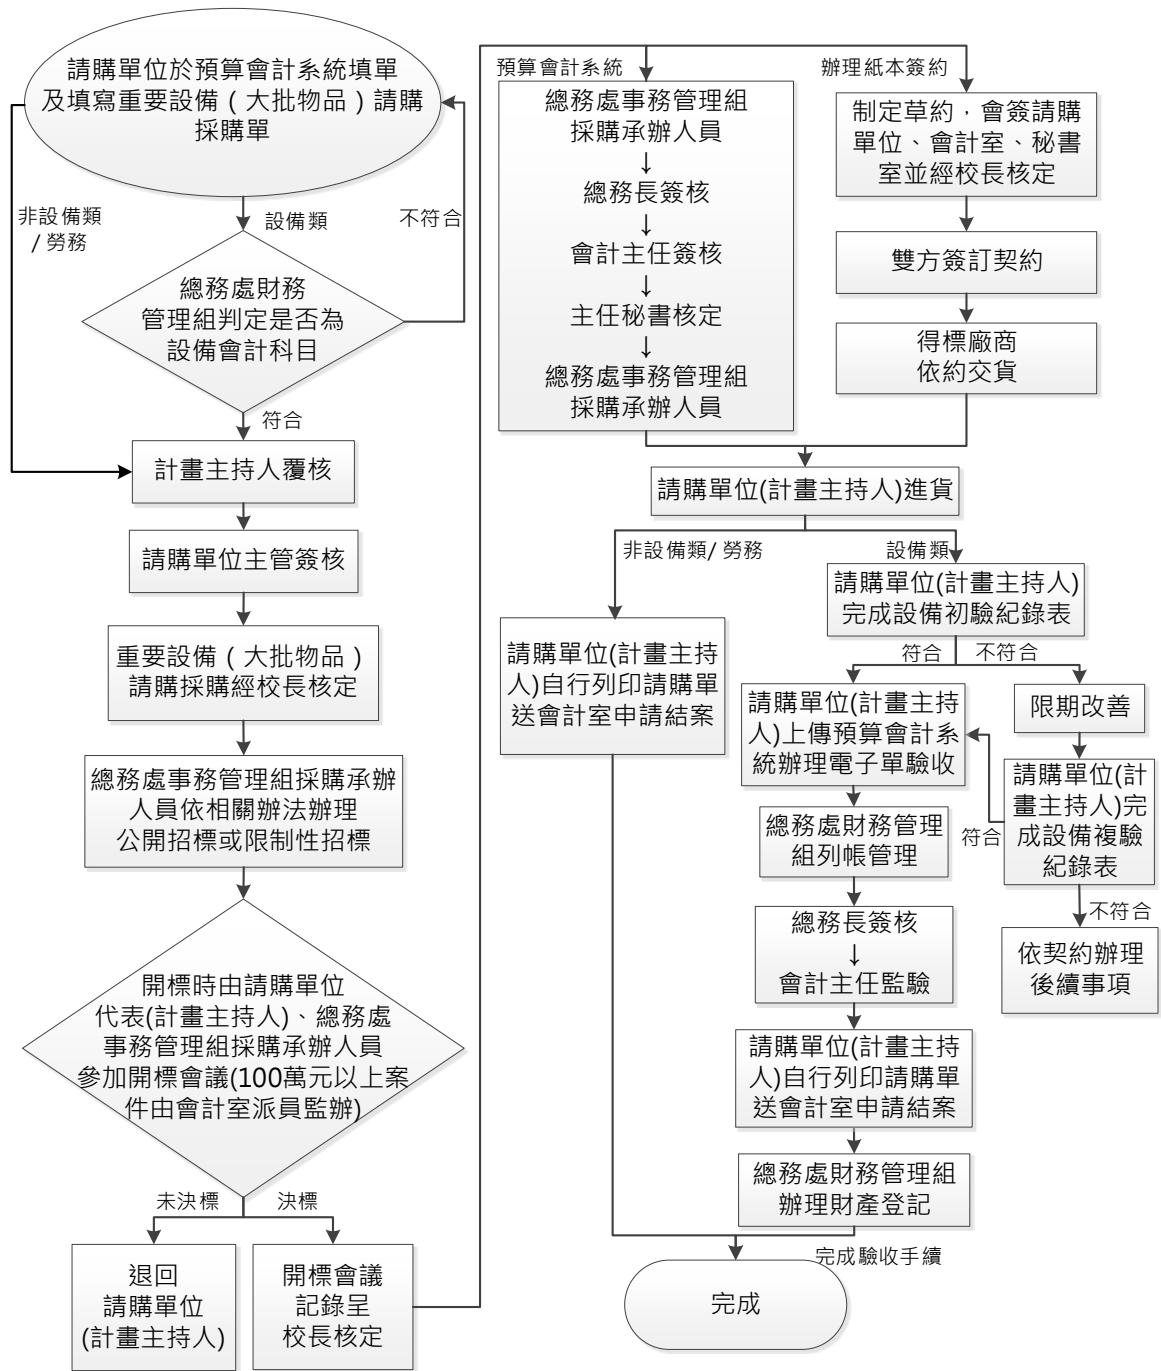 請購單位於預算會計系統填單
及填寫重要設備（大批物品）請購
採購單
非設備類
/ 勞務
設備類
不符合
總務處財務
管理組判定是否為
設備會計科目
符合
計畫主持人覆核
請購單位主管簽核
重要設備（大批物品）
請購採購經校長核定
總務處事務管理組採購承辦
人員依相關辦法辦理
公開招標或限制性招標
開標時由請購單位
代表(計畫主持人)、總務處
事務管理組採購承辦人員
參加開標會議(100萬元以上案
件由會計室派員監辦)
未決標
決標
退回
請購單位
(計畫主持人)
開標會議
記錄呈
校長核定
預算會計系統
總務處事務管理組
採購承辦人員
↓
總務長簽核
↓
會計主任簽核
↓
主任秘書核定
↓
總務處事務管理組
採購承辦人員
辦理紙本簽約
制定草約，會簽請購
單位、會計室、秘書
室並經校長核定
雙方簽訂契約
得標廠商
依約交貨
請購單位(計畫主持人)進貨
非設備類/ 勞務
設備類
請購單位(計畫主持
人)自行列印請購單
送會計室申請結案
請購單位(計畫主持人)
完成設備初驗紀錄表
符合
不符合
請購單位(計畫主持
人)上傳預算會計系
統辦理電子單驗收
限期改善
請購單位(計
畫主持人)完
成設備複驗
紀錄表
符合
不符合
依契約辦理
後續事項
總務處財務管理
組列帳管理
總務長簽核
↓
會計主任監驗
請購單位(計畫主持
人)自行列印請購單
送會計室申請結案
總務處財務管理組
辦理財產登記
完成驗收手續
完成